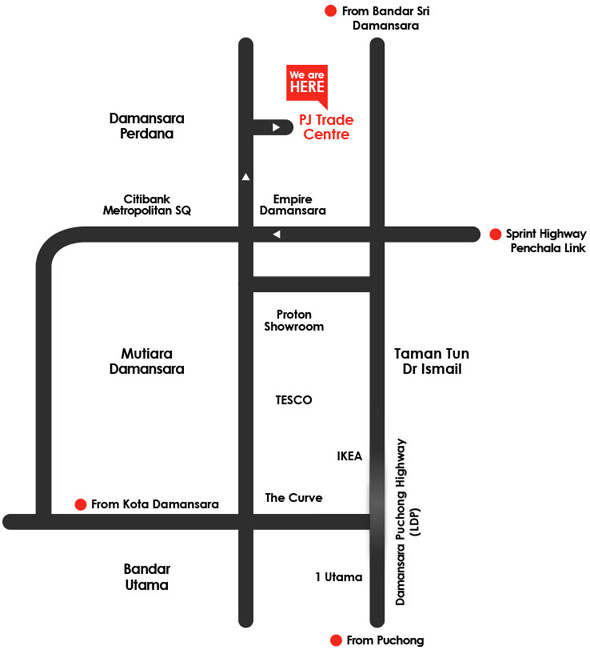 From Bandar Sri
Damansara
We are
HERE
PJ Trade
Centre
Damansara
Perdana
Citibank
Metropolitan SQ
Empire
Damansara
Sprint Highway
Penchala Link
Proton
Showroom
Mutiara
Damansara
Taman Tun
Dr Ismail
TESCO
IKEA
Damansara Puchong Highway
(LDP)
The Curve
From Kota Damansara
Bandar
Utama
1 Utama
From Puchong